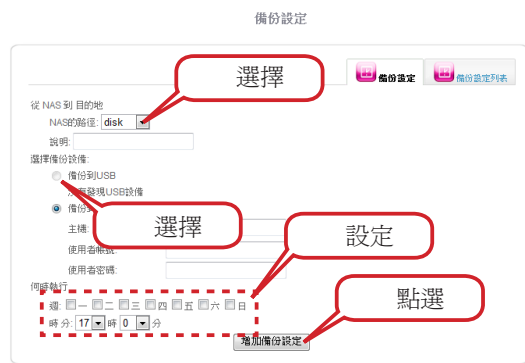 備份設定
選擇
備份設定
備份設定列表
從 NAS 到 目的地
NAS的路徑: disk
說明:
選擇備份設備:
備份到USB
發現USB設備
備份到
選擇
設定
主機:
使用者帳號:
使用者密碼:
何時執行
點選
週: 一 二 三 四 五 六 日
時 分: 17 時 0 分
增加備份設定